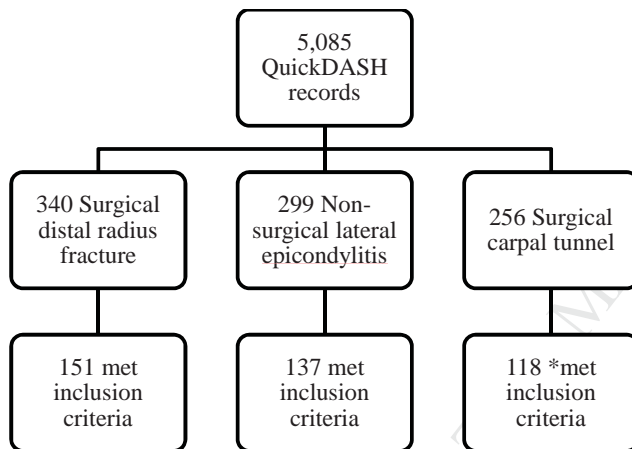 5,085
QuickDASH
records
340 Surgical
distal radius
fracture
299 Non-
surgical lateral
epicondylitis
256 Surgical
carpal tunnel
151 met
inclusion
criteria
137 met
inclusion
criteria
118 *met
inclusion
criteria